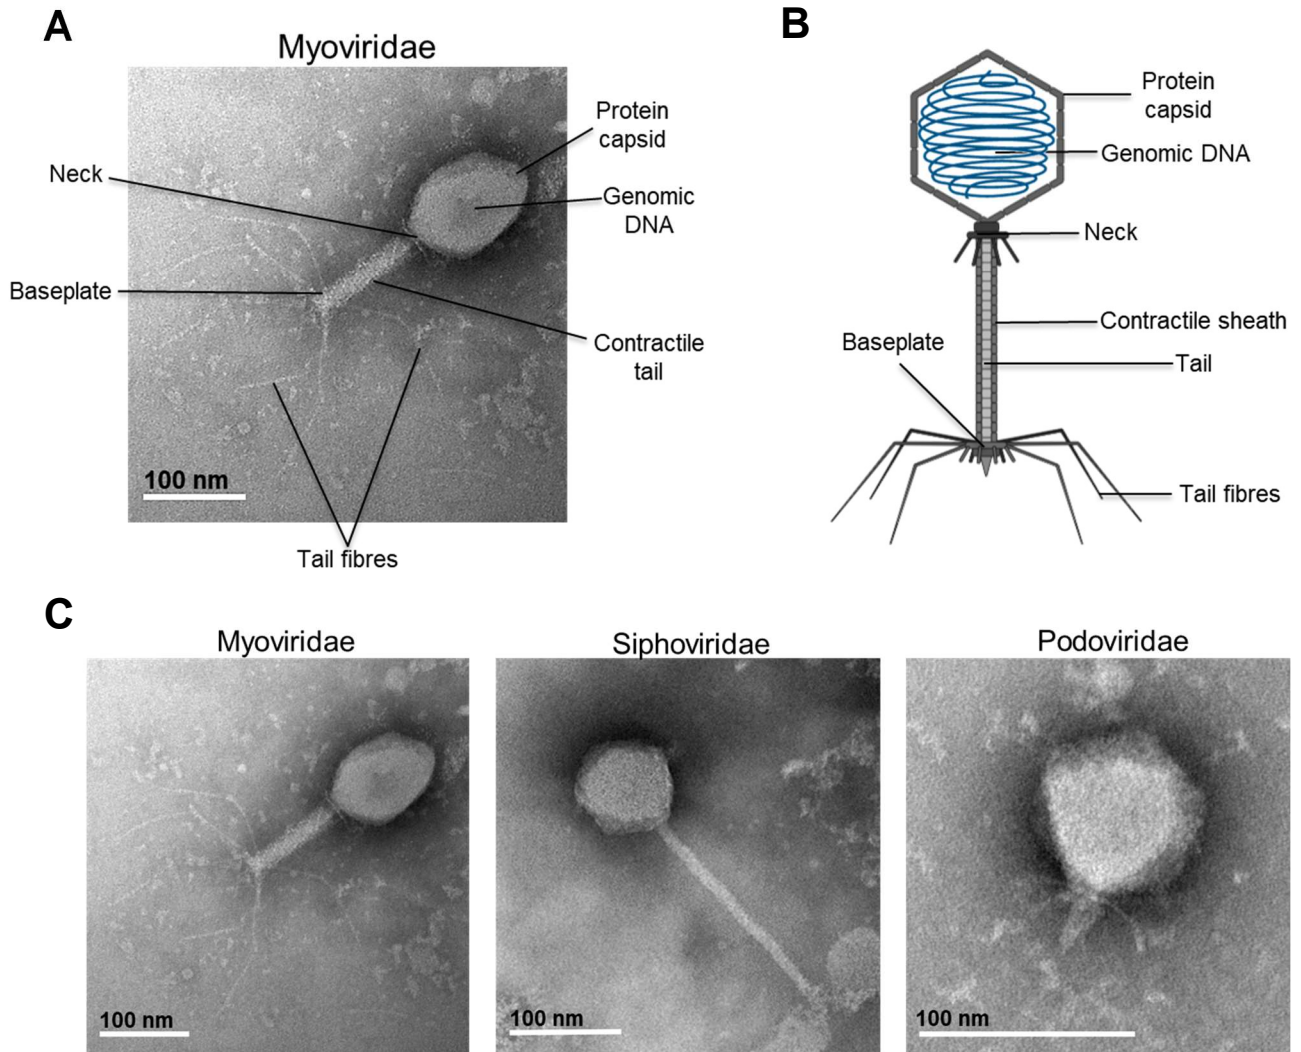 A
Myoviridae
Protein
capsid
Neck
Genomic
DNA
Baseplate
Contractile
tail
100 nm
Tail fibres
B
Protein
capsid
Genomic DNA
Neck
Contractile sheath
Baseplate
Tail
Tail fibres
C
Myoviridae
Siphoviridae
Podoviridae
100 nm
100 nm
100 nm